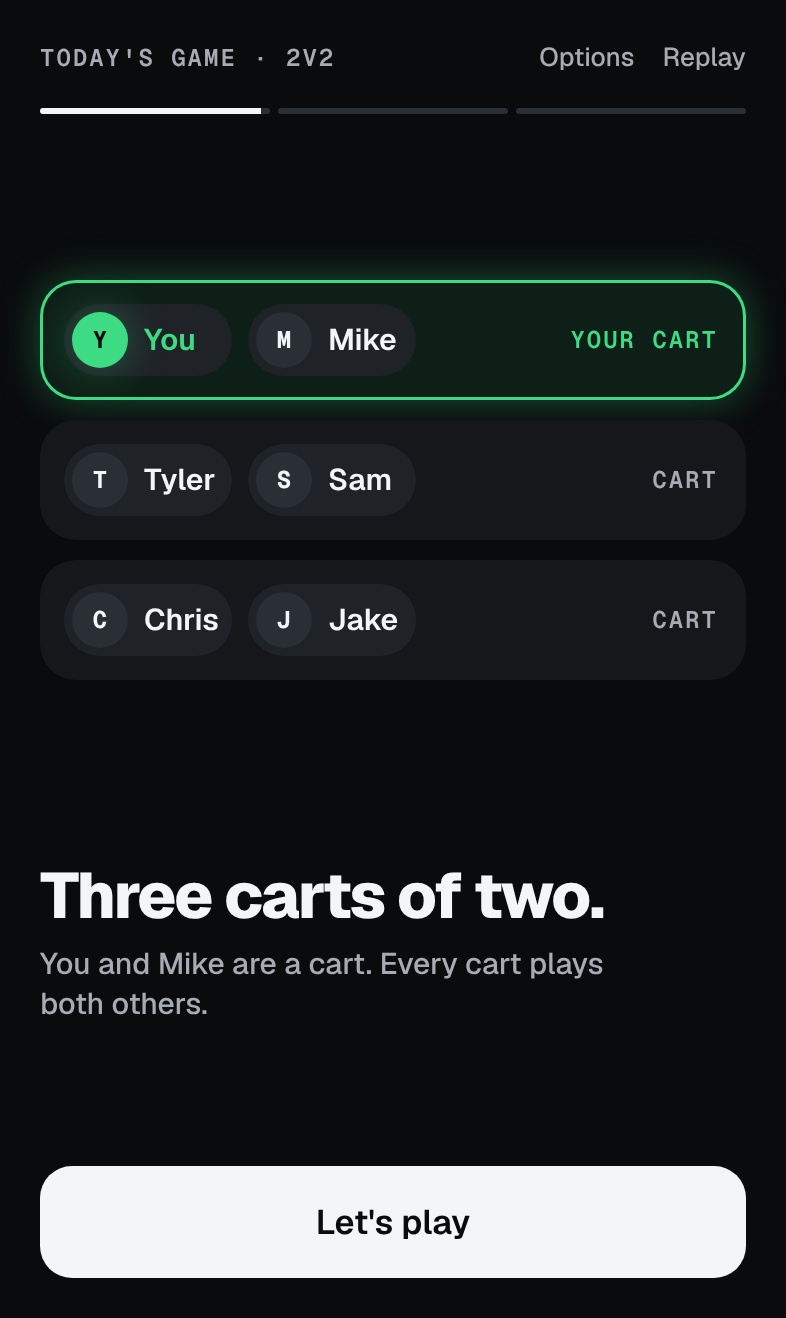 TODAY'S GAME · 2V2 Options Replay
Y You M Mike YOUR CART
T Tyler S Sam CART
C Chris J Jake CART
Three carts of two.
You and Mike are a cart. Every cart plays
both others.
Let's play